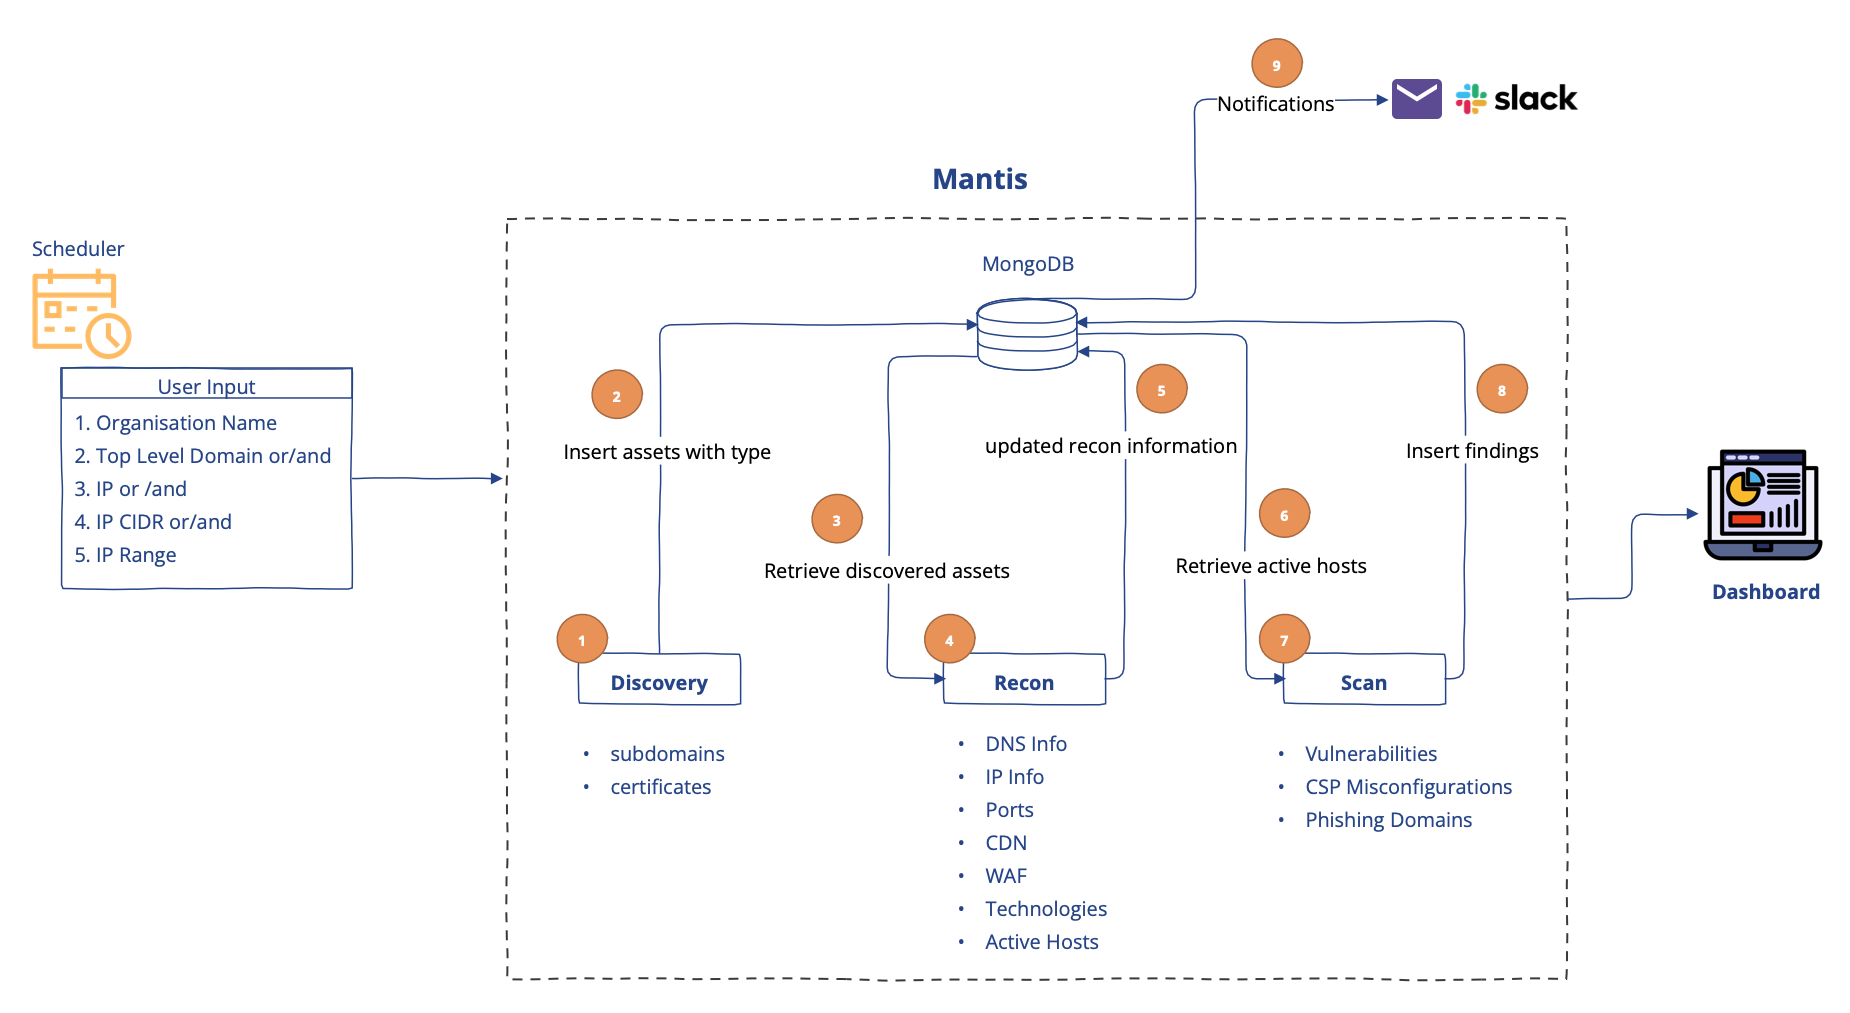 9
Notifications
slack
Mantis
Scheduler
MongoDB
User Input
1. Organisation Name
2. Top Level Domain or/and
3. IP or /and
4. IP CIDR or/and
5. IP Range
2
Insert assets with type
5
updated recon information
8
Insert findings
3
Retrieve discovered assets
6
Retrieve active hosts
Dashboard
1
Discovery
• subdomains
• certificates
4
Recon
• DNS Info
• IP Info
• Ports
• CDN
• WAF
• Technologies
• Active Hosts
7
Scan
• Vulnerabilities
• CSP Misconfigurations
• Phishing Domains